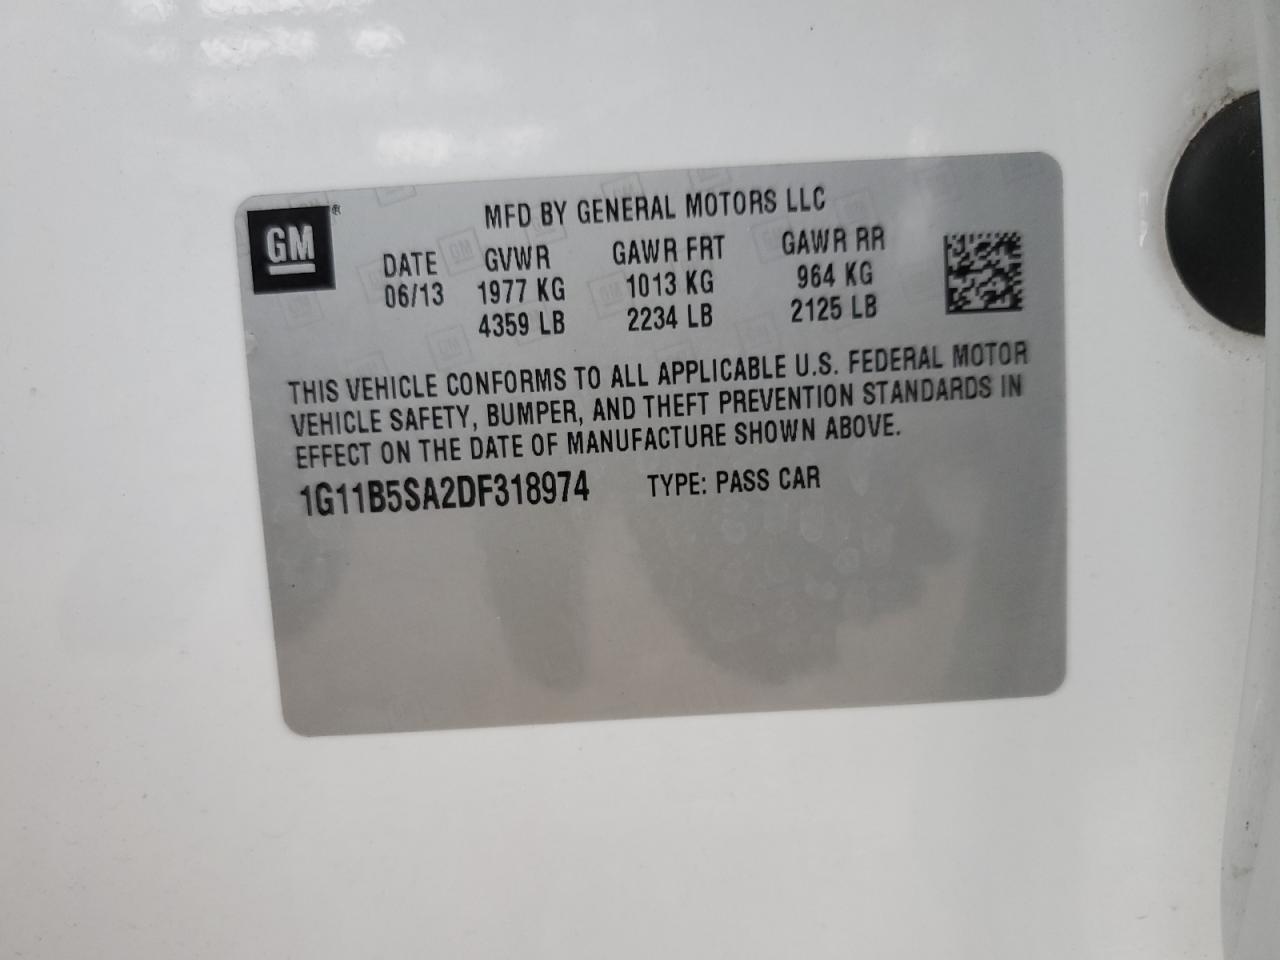 GM ®
MFD BY GENERAL MOTORS LLC
DATE GVWR GAWR FRT GAWR RR
06/13 1977 KG 1013 KG 964 KG
4359 LB 2234 LB 2125 LB
THIS VEHICLE CONFORMS TO ALL APPLICABLE U.S. FEDERAL MOTOR
VEHICLE SAFETY, BUMPER, AND THEFT PREVENTION STANDARDS IN
EFFECT ON THE DATE OF MANUFACTURE SHOWN ABOVE.
1G11B5SA2DF318974 TYPE: PASS CAR